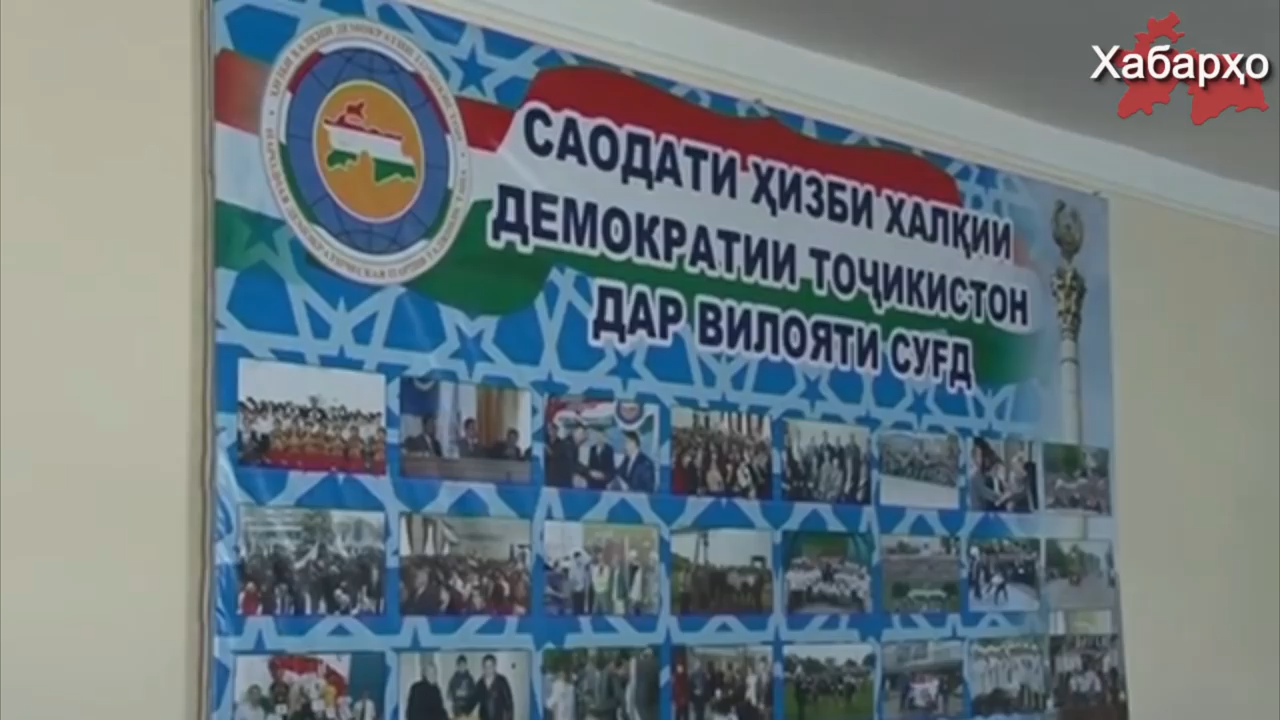 Хабарҳо
САОДАТИ ҲИЗБИ ХАЛҚИИ
ДЕМОКРАТИИ ТОҶИКИСТОН
ДАР ВИЛОЯТИ СУҒД